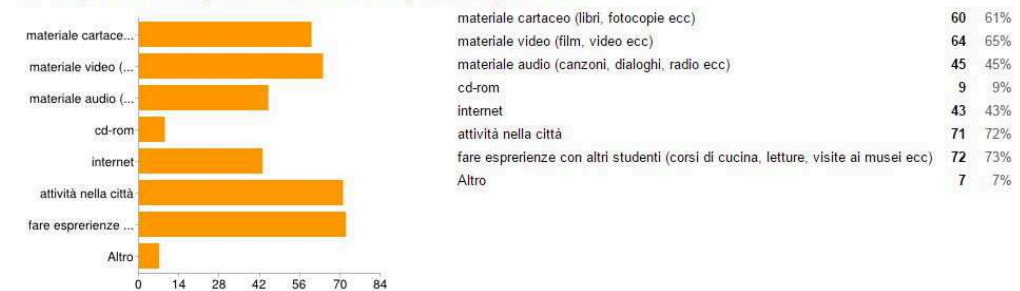 materiale cartace...
materiale video (...
materiale audio (...
cd-rom
internet
attività nella città
fare esprerienze ...
Altro
0 14 28 42 56 70 84
materiale cartaceo (libri, fotocopie ecc) 60 61%
materiale video (film, video ecc) 64 65%
materiale audio (canzoni, dialoghi, radio ecc) 45 45%
cd-rom 9 9%
internet 43 43%
attività nella città 71 72%
fare esprerienze con altri studenti (corsi di cucina, letture, visite ai musei ecc) 72 73%
Altro 7 7%